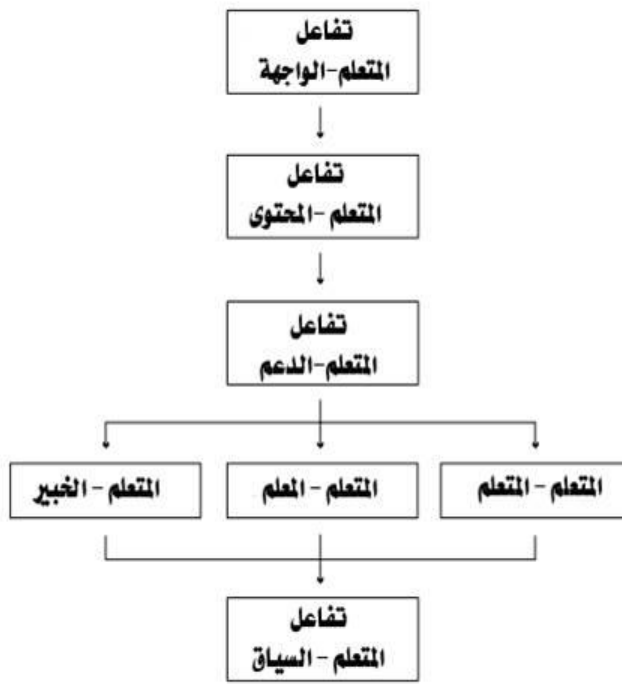 تفاعل
المتعلم-الواجهة
تفاعل
المتعلم-المحتوى
تفاعل
المتعلم-الدعم
المتعلم - المتعلم
المتعلم - المعلم
المتعلم - الخبير
تفاعل
المتعلم - السياق